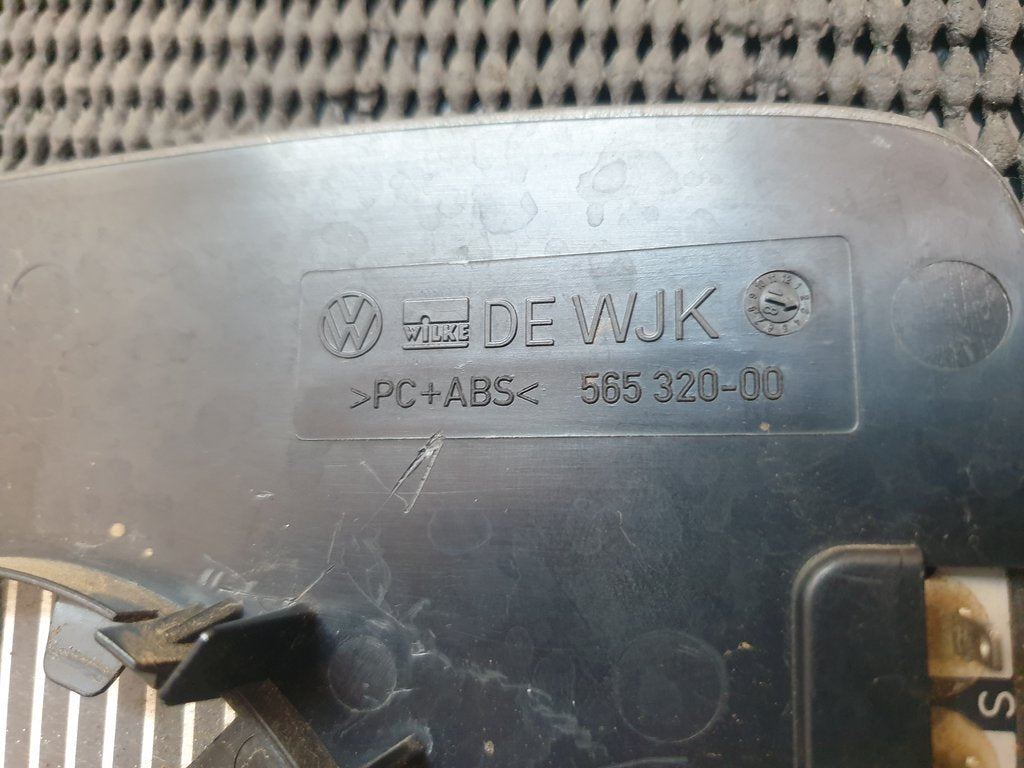 WILKE DE WJK
>PC+ABS< 565 320-00
S